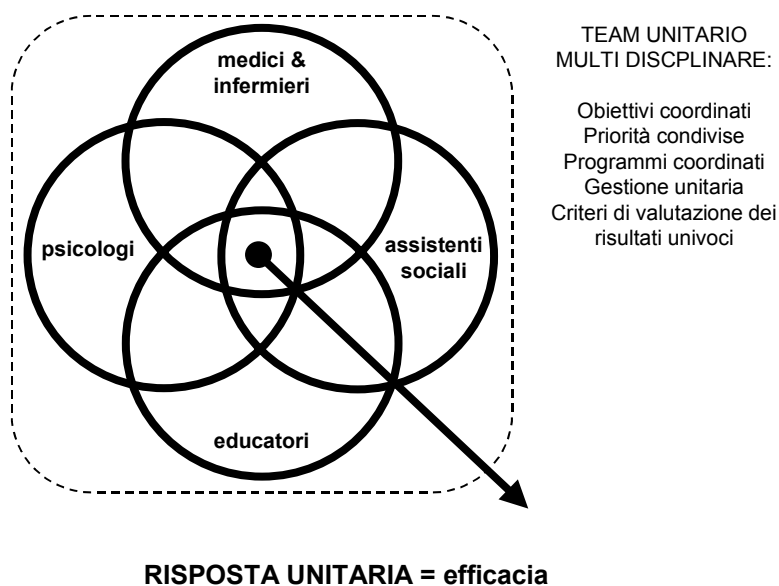 medici &
infermieri
psicologi
assistenti
sociali
educatori
TEAM UNITARIO
MULTI DISCPLINARE:
Obiettivi coordinati
Priorità condivise
Programmi coordinati
Gestione unitaria
Criteri di valutazione dei
risultati univoci
RISPOSTA UNITARIA = efficacia